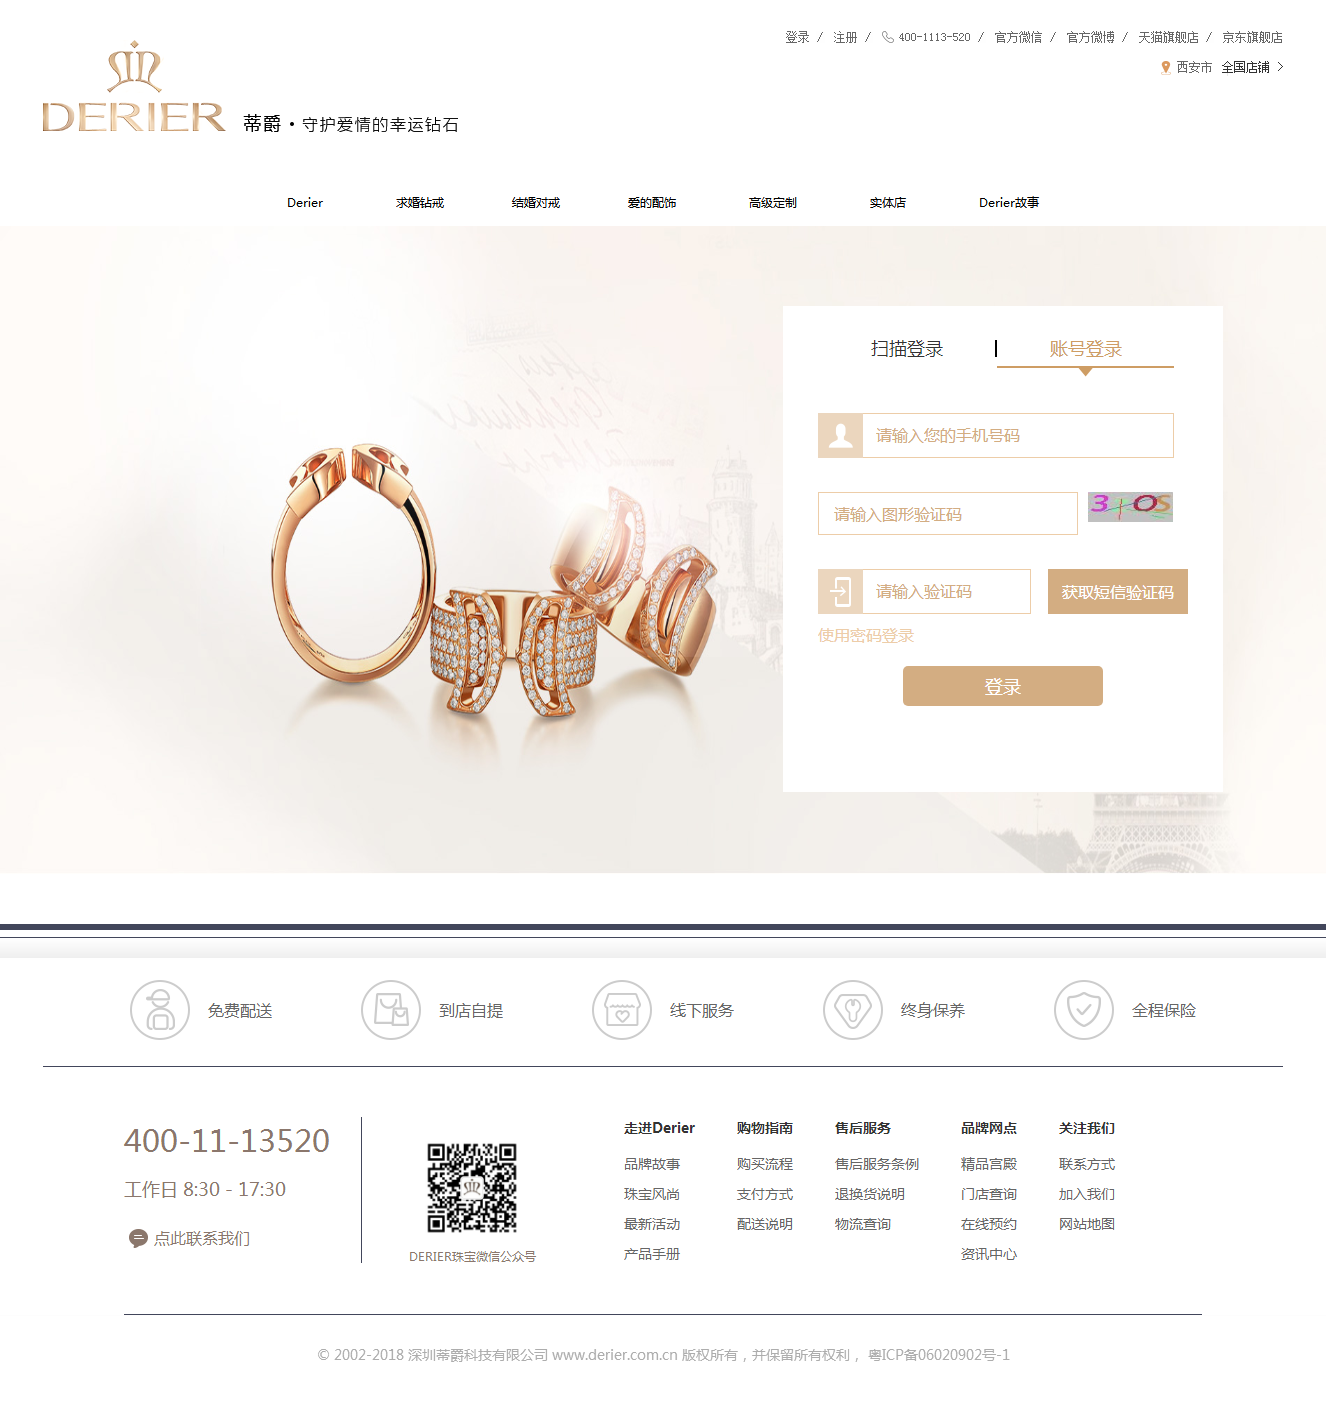 登录 / 注册 / 400-1113-520 / 官方微信 / 官方微博 / 天猫旗舰店 / 京东旗舰店
西安市 全国店铺 >
DERIER 蒂爵·守护爱情的幸运钻石
Derier 求婚钻戒 结婚对戒 爱的配饰 高级定制 实体店 Derier故事
扫描登录 账号登录
请输入您的手机号码
请输入图形验证码 3+OS
请输入验证码 获取短信验证码
使用密码登录
登录
免费配送 到店自提 线下服务 终身保养 全程保险
400-11-13520
工作日 8:30 - 17:30
点此联系我们
DERIER珠宝微信公众号
走进Derier 购物指南 售后服务 品牌网点 关注我们
品牌故事 购买流程 售后服务条例 精品宫殿 联系方式
珠宝风尚 支付方式 退换货说明 门店查询 加入我们
最新活动 配送说明 物流查询 在线预约 网站地图
产品手册 资讯中心
© 2002-2018 深圳蒂爵科技有限公司 www.derier.com.cn 版权所有，并保留所有权利， 粤ICP备06020902号-1